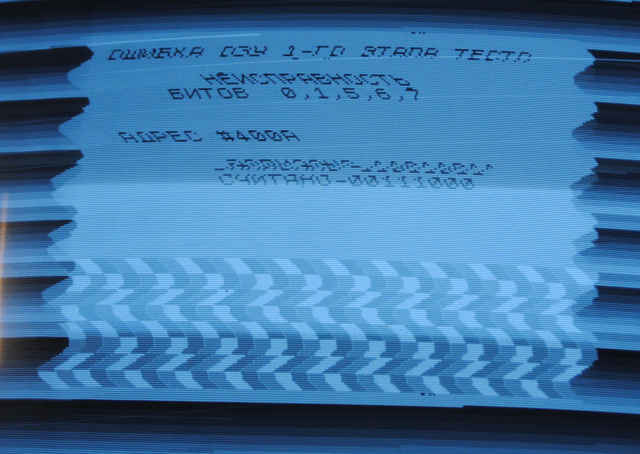 ОШИБКА ОЗУ 1-ГО ЭТАПА ТЕСТА
НЕИСПРАВНОСТЬ
БИТОВ 0,1,5,6,7
АДРЕС #400A
СЧИТАНО-00111000